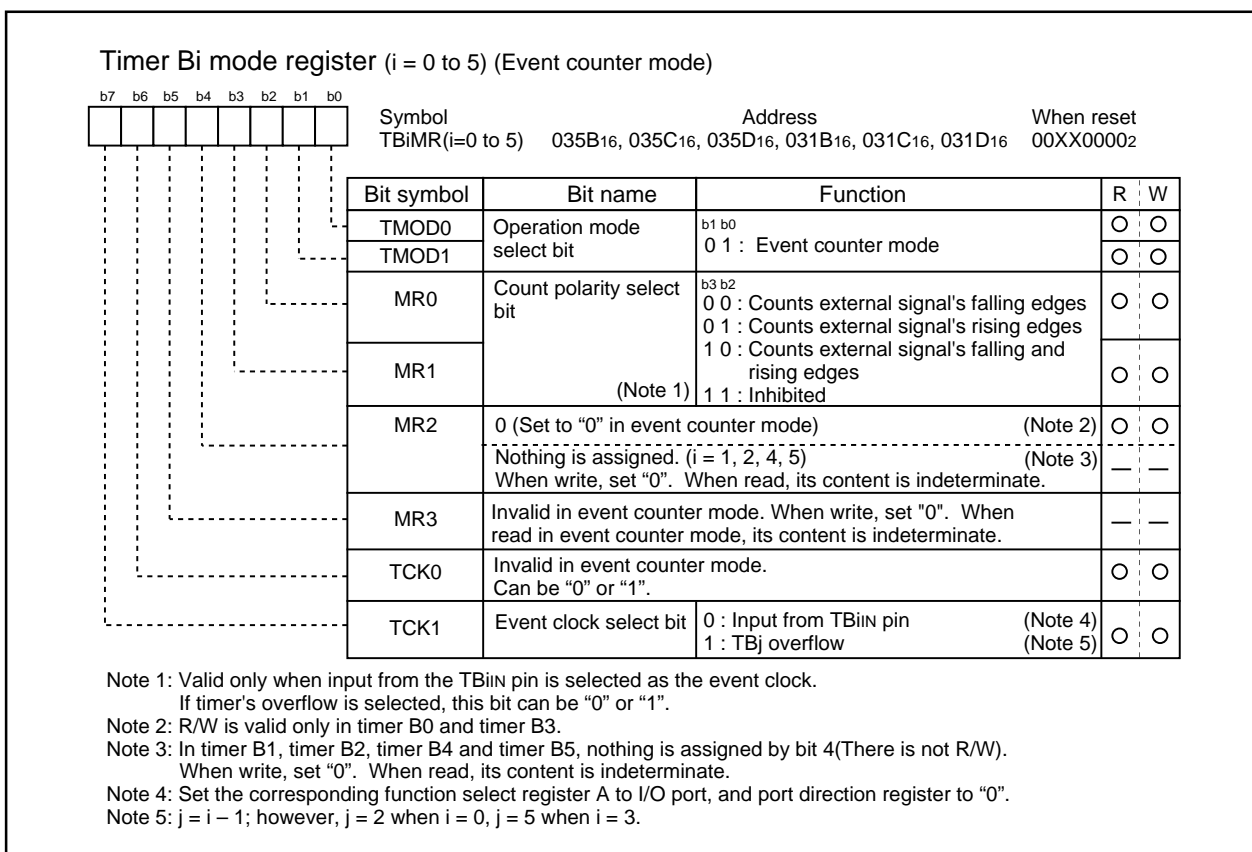 Timer Bi mode register (i = 0 to 5) (Event counter mode)
b7 b6 b5 b4 b3 b2 b1 b0
Symbol Address When reset
TBiMR(i=0 to 5) 035B16, 035C16, 035D16, 031B16, 031C16, 031D16 00XX00002
Bit symbol Bit name Function R W
TMOD0 Operation mode b1 b0 O O
TMOD1 select bit 0 1 : Event counter mode O O
MR0 Count polarity select b3 b2
bit 0 0 : Counts external signal's falling edges O O
0 1 : Counts external signal's rising edges
1 0 : Counts external signal's falling and
MR1 rising edges O O
(Note 1) 1 1 : Inhibited
MR2 0 (Set to “0” in event counter mode) (Note 2) O O
Nothing is assigned. (i = 1, 2, 4, 5) (Note 3)
When write, set “0”. When read, its content is indeterminate. — —
MR3 Invalid in event counter mode. When write, set "0". When
read in event counter mode, its content is indeterminate. — —
TCK0 Invalid in event counter mode. O O
Can be “0” or “1”.
TCK1 Event clock select bit 0 : Input from TBiIN pin (Note 4)
1 : TBj overflow (Note 5) O O
Note 1: Valid only when input from the TBiIN pin is selected as the event clock.
If timer's overflow is selected, this bit can be “0” or “1”.
Note 2: R/W is valid only in timer B0 and timer B3.
Note 3: In timer B1, timer B2, timer B4 and timer B5, nothing is assigned by bit 4(There is not R/W).
When write, set “0”. When read, its content is indeterminate.
Note 4: Set the corresponding function select register A to I/O port, and port direction register to “0”.
Note 5: j = i – 1; however, j = 2 when i = 0, j = 5 when i = 3.